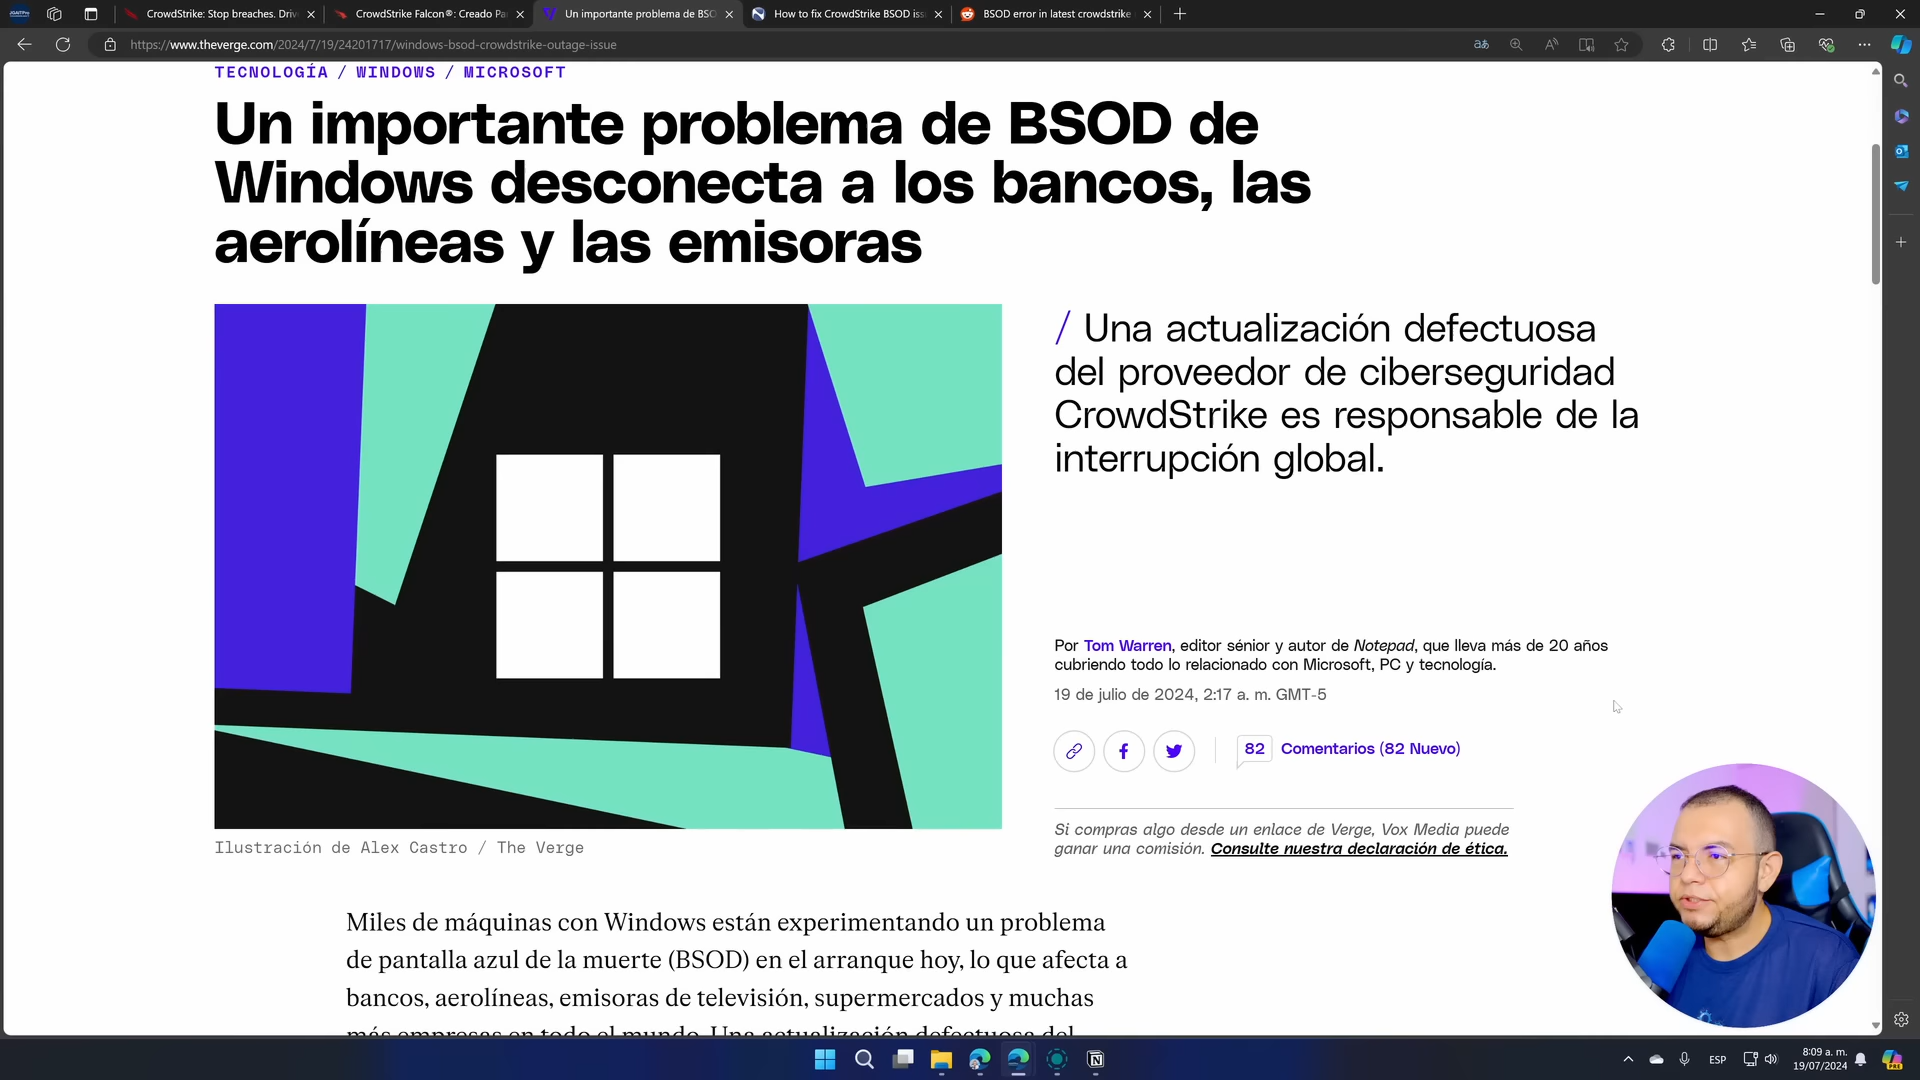 CrowdStrike: Stop breaches. Driv
CrowdStrike Falcon®: Creado Pa
Un importante problema de BSO
How to fix CrowdStrike BSOD iss
BSOD error in latest crowdstrike
https://www.theverge.com/2024/7/19/24201717/windows-bsod-crowdstrike-outage-issue
TECNOLOGÍA / WINDOWS / MICROSOFT
Un importante problema de BSOD de
Windows desconecta a los bancos, las
aerolíneas y las emisoras
/ Una actualización defectuosa
del proveedor de ciberseguridad
CrowdStrike es responsable de la
interrupción global.
Por Tom Warren, editor sénior y autor de Notepad, que lleva más de 20 años
cubriendo todo lo relacionado con Microsoft, PC y tecnología.
19 de julio de 2024, 2:17 a. m. GMT-5
82 Comentarios (82 Nuevo)
Si compras algo desde un enlace de Verge, Vox Media puede
ganar una comisión. Consulte nuestra declaración de ética.
Ilustración de Alex Castro / The Verge
Miles de máquinas con Windows están experimentando un problema
de pantalla azul de la muerte (BSOD) en el arranque hoy, lo que afecta a
bancos, aerolíneas, emisoras de televisión, supermercados y muchas
más empresas en todo el mundo. Una actualización defectuosa del
ESP
8:09 a. m.
19/07/2024